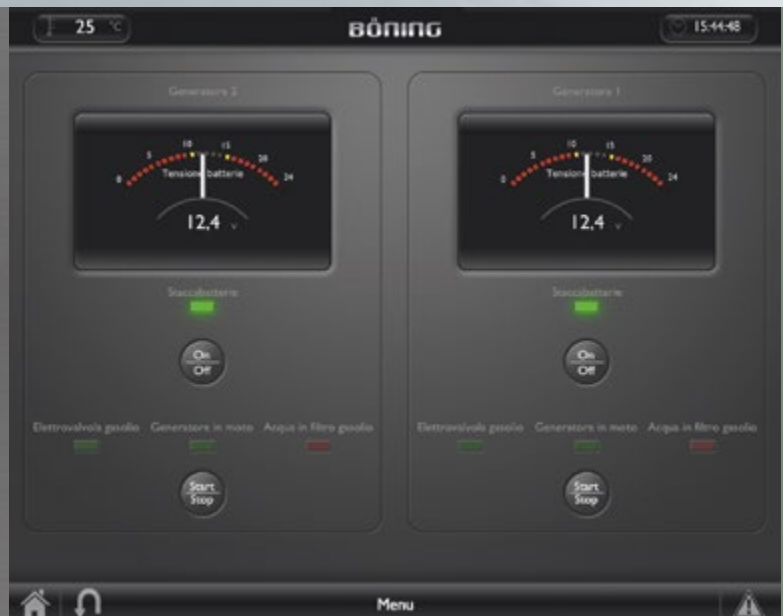 25 °C
BÖNING
15:44:48
Generatore 2
0 5 10 15 20 24
Tensione batterie
12,4 V
Staccabatterie
On
Off
Elettrovalvola gasolio Generatore in moto Acqua in filtro gasolio
Start
Stop
Generatore 1
0 5 10 15 20 24
Tensione batterie
12,4 V
Staccabatterie
On
Off
Elettrovalvola gasolio Generatore in moto Acqua in filtro gasolio
Start
Stop
Menu